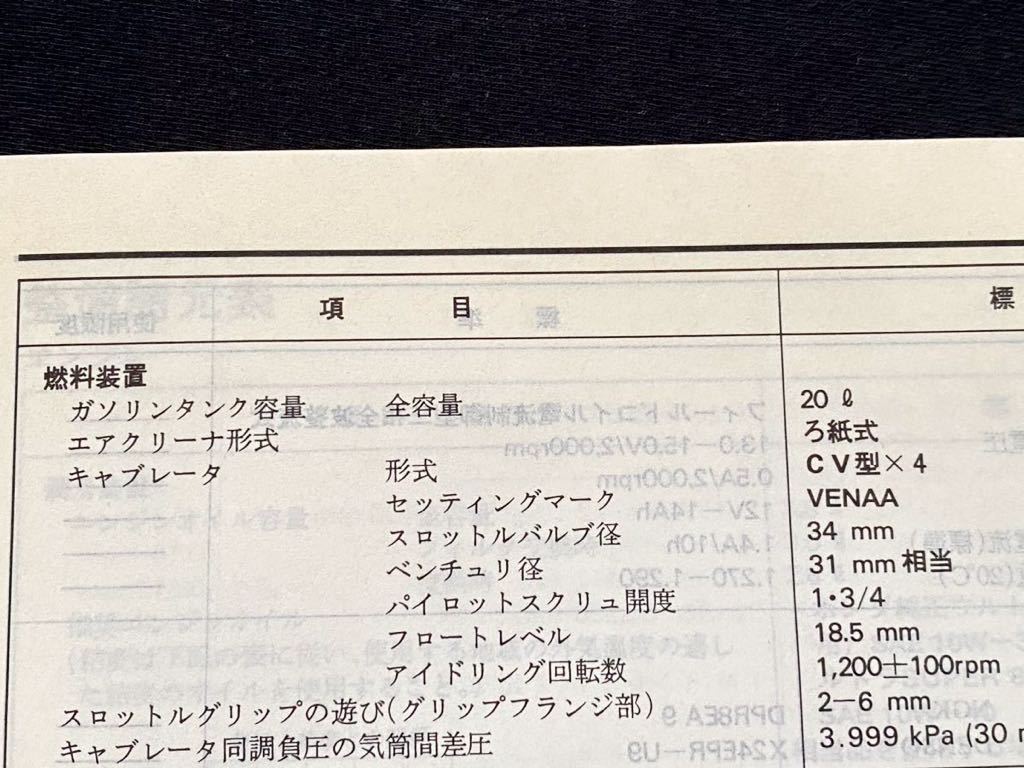 項 目 標
燃料装置
ガソリンタンク容量 全容量 20 ℓ
エアクリーナ形式 ろ紙式
キャブレータ 形式 CV型×4
セッティングマーク VENAA
スロットルバルブ径 34 mm
ベンチュリ径 31 mm相当
パイロットスクリュ開度 1・3/4
フロートレベル 18.5 mm
アイドリング回転数 1,200±100rpm
スロットルグリップの遊び(グリップフランジ部) 2−6 mm
キャブレータ同調負圧の気筒間差圧 3.999 kPa (30